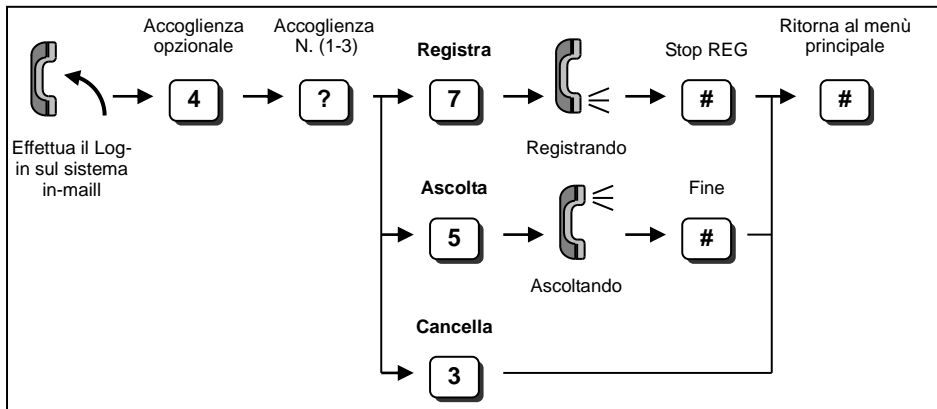 Accoglienza
opzionale
Accoglienza
N. (1-3)
Registra
Stop REG
Ritorna al menù
principale
4
?
7
#
#
Effettua il Log-
in sul sistema
in-maill
Registrando
Ascolta
Fine
5
#
Ascoltando
Cancella
3